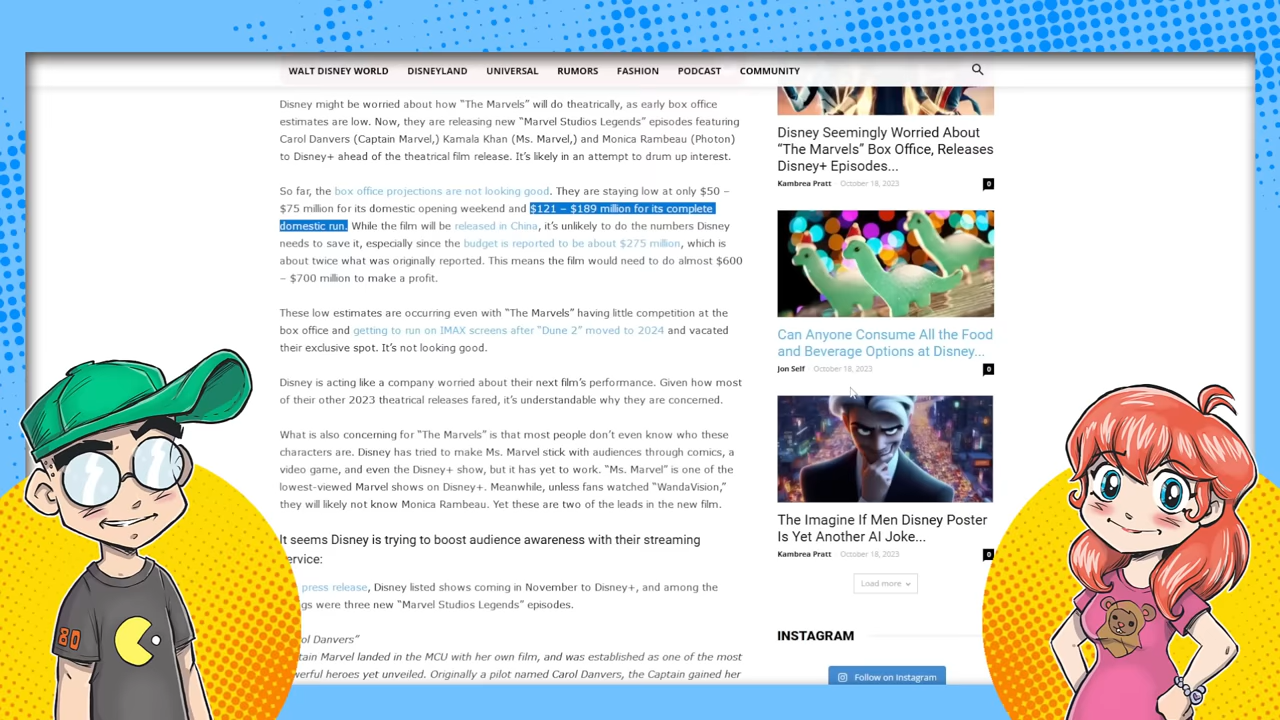 WALT DISNEY WORLD DISNEYLAND UNIVERSAL RUMORS FASHION PODCAST COMMUNITY
Disney might be worried about how "The Marvels" will do theatrically, as early box office
estimates are low. Now, they are releasing new "Marvel Studios Legends" episodes featuring
Carol Danvers (Captain Marvel,) Kamala Khan (Ms. Marvel,) and Monica Rambeau (Photon)
to Disney+ ahead of the theatrical film release. It's likely in an attempt to drum up interest.
So far, the box office projections are not looking good. They are staying low at only $50 –
$75 million for its domestic opening weekend and $121 – $189 million for its complete
domestic run. While the film will be released in China, it's unlikely to do the numbers Disney
needs to save it, especially since the budget is reported to be about $275 million, which is
about twice what was originally reported. This means the film would need to do almost $600
– $700 million to make a profit.
These low estimates are occurring even with "The Marvels" having little competition at the
box office and getting to run on IMAX screens after "Dune 2" moved to 2024 and vacated
their exclusive spot. It's not looking good.
Disney is acting like a company worried about their next film's performance. Given how most
of their other 2023 theatrical releases fared, it's understandable why they are concerned.
What is also concerning for "The Marvels" is that most people don't even know who these
characters are. Disney has tried to make Ms. Marvel stick with audiences through comics, a
video game, and even the Disney+ show, but it has yet to work. "Ms. Marvel" is one of the
lowest-viewed Marvel shows on Disney+. Meanwhile, unless fans watched "WandaVision,"
they will likely not know Monica Rambeau. Yet these are two of the leads in the new film.
It seems Disney is trying to boost audience awareness with their streaming
ervice:
press release, Disney listed shows coming in November to Disney+, and among the
gs were three new "Marvel Studios Legends" episodes.
ol Danvers"
tain Marvel landed in the MCU with her own film, and was established as one of the most
werful heroes yet unveiled. Originally a pilot named Carol Danvers, the Captain gained her
Disney Seemingly Worried About
"The Marvels" Box Office, Releases
Disney+ Episodes...
Kambrea Pratt - October 18, 2023 0
Can Anyone Consume All the Food
and Beverage Options at Disney...
Jon Self - October 18, 2023 0
The Imagine If Men Disney Poster
Is Yet Another AI Joke...
Kambrea Pratt - October 18, 2023 0
Load more
INSTAGRAM
Follow on Instagram
80